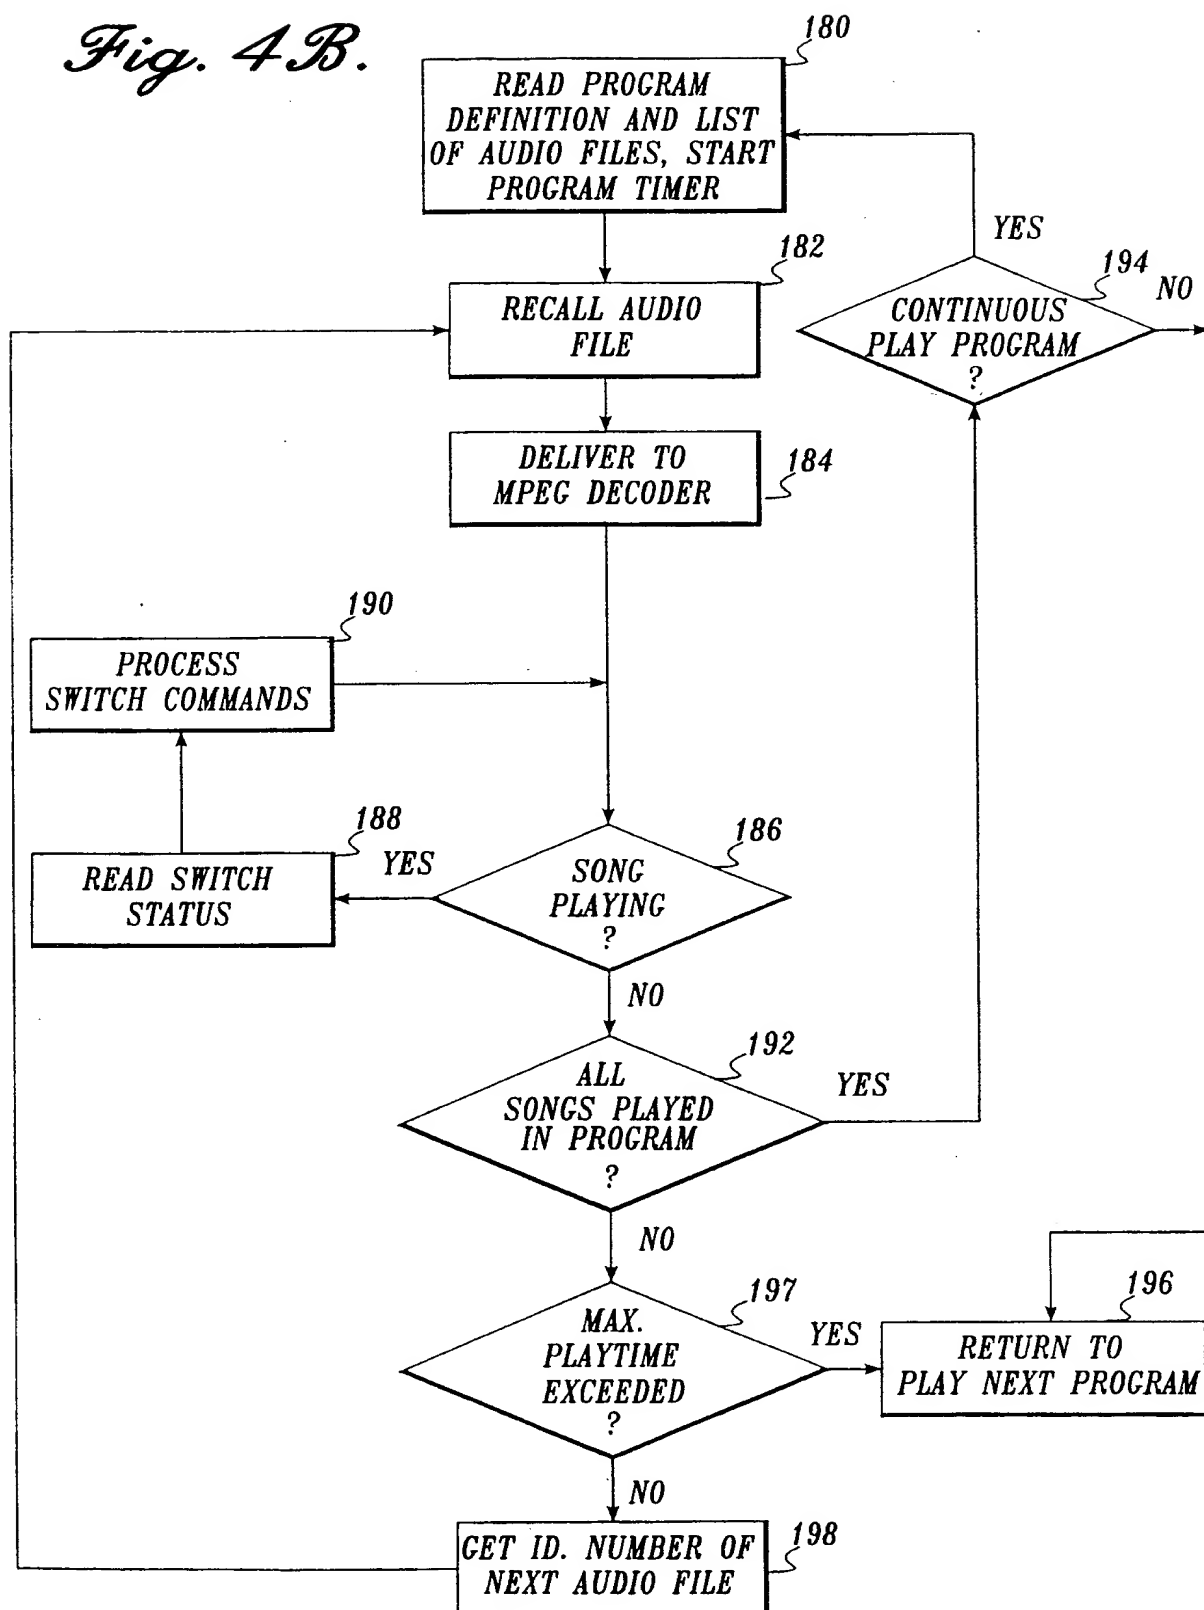 Fig. 4B.
180
READ PROGRAM
DEFINITION AND LIST
OF AUDIO FILES, START
PROGRAM TIMER
YES
182
194
NO
RECALL AUDIO
FILE
CONTINUOUS
PLAY PROGRAM
?
DELIVER TO
MPEG DECODER
184
190
PROCESS
SWITCH COMMANDS
188
YES
186
READ SWITCH
STATUS
SONG
PLAYING
?
NO
192
ALL
SONGS PLAYED
IN PROGRAM
?
YES
NO
197
196
MAX.
PLAYTIME
EXCEEDED
?
YES
RETURN TO
PLAY NEXT PROGRAM
NO
GET ID. NUMBER OF
NEXT AUDIO FILE
198